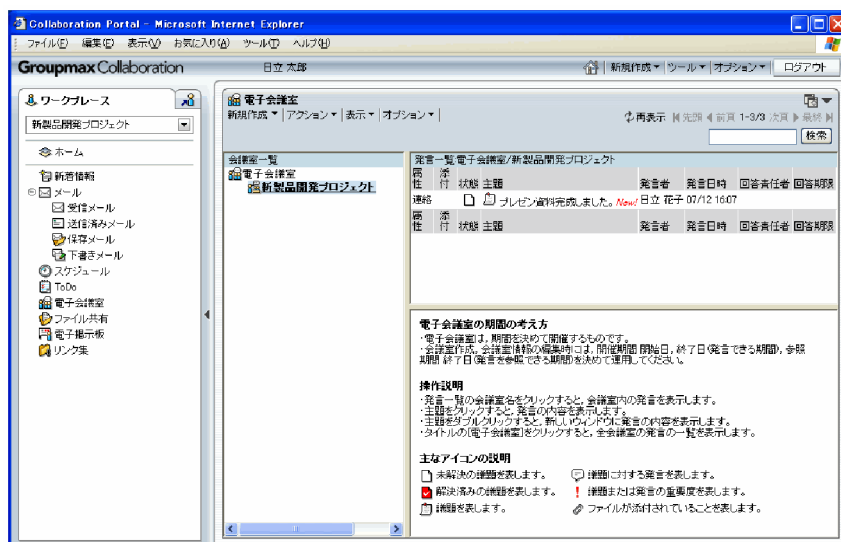 Collaboration Portal - Microsoft Internet Explorer
ファイル(F) 編集(E) 表示(V) お気に入り(A) ツール(T) ヘルプ(H)
Groupmax Collaboration 日立 太郎 新規作成 ツール オプション ログアウト
ワークプレース
新製品開発プロジェクト
ホーム
新着情報
メール
受信メール
送信済みメール
保存メール
下書きメール
スケジュール
ToDo
電子会議室
ファイル共有
電子掲示板
リンク集
電子会議室
新規作成 アクション 表示 オプション
再表示 先頭 前頁 1-3/3 次頁 最終
検索
会議室一覧
電子会議室
新製品開発プロジェクト
発言一覧:電子会議室/新製品開発プロジェクト
属性 添付 状態 主題 発言者 発言日時 回答責任者 回答期限
連絡 プレゼン資料完成しました。New! 日立 花子 07/12 16:07
属性 添付 状態 主題 発言者 発言日時 回答責任者 回答期限
電子会議室の期間の考え方
・電子会議室は、期間を決めて開催するものです。
・会議室作成、会議室情報の編集時には、開催期間 開始日、終了日(発言できる期間)、参照
期間 終了日(発言を参照できる期間)を決めて運用してください。
操作説明
・発言一覧の会議室名をクリックすると、会議室内の発言を表示します。
・主題をクリックすると、発言の内容を表示します。
・主題をダブルクリックすると、新しいウィンドウに発言の内容を表示します。
・タイトルの[電子会議室]をクリックすると、全会議室の発言の一覧を表示します。
主なアイコンの説明
未解決の議題を表します。 議題に対する発言を表します。
解決済みの議題を表します。 議題または発言の重要度を表します。
議題を表します。 ファイルが添付されていることを表します。